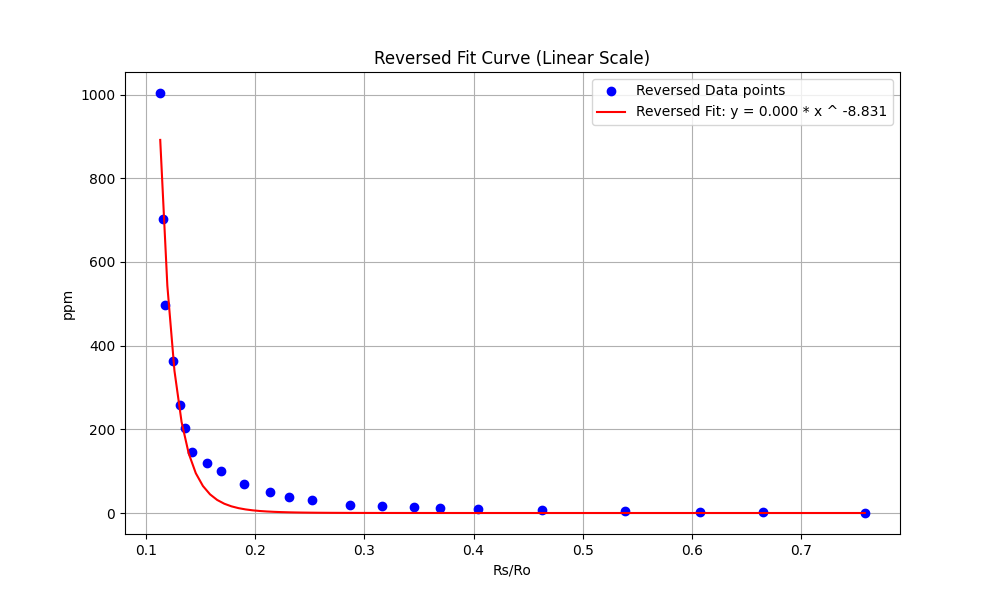 Reversed Fit Curve (Linear Scale)
Reversed Data points
Reversed Fit: y = 0.000 * x ^ -8.831
1000
800
600
400
200
0
ppm
0.1 0.2 0.3 0.4 0.5 0.6 0.7
Rs/Ro